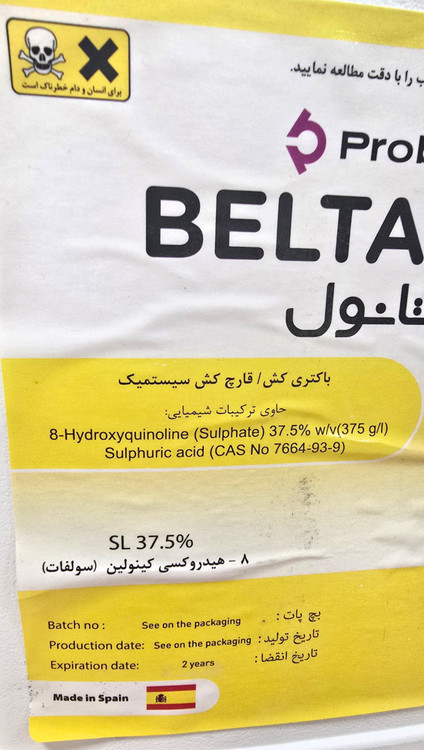 ب را با دقت مطالعه نمایید.
برای انسان و دام خطرناک است
Prob
BELTA
تانول
باکتری کش/ قارچ کش سیستمیک
حاوی ترکیبات شیمیایی:
8-Hydroxyquinoline (Sulphate) 37.5% w/v(375 g/l)
Sulphuric acid (CAS No 7664-93-9)
SL 37.5%
۸ - هیدروکسی کینولین (سولفات)
Batch no : See on the packaging بچ پات :
Production date: See on the packaging تاریخ تولید :
Expiration date: 2 years تاریخ انقضا :
Made in Spain